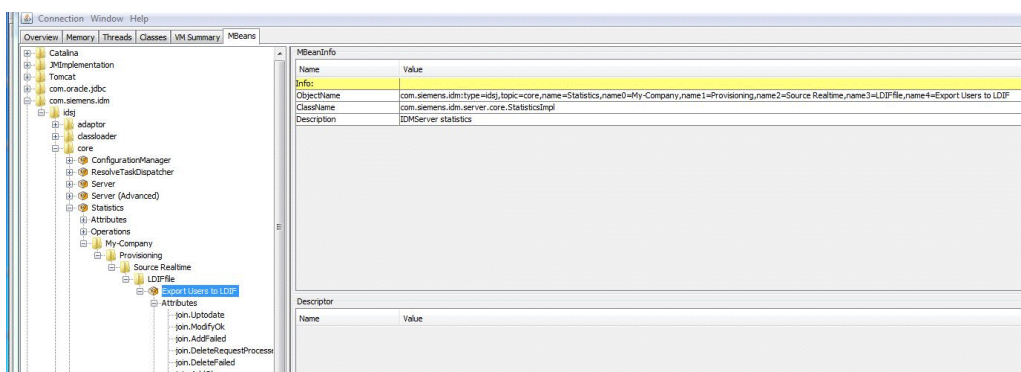 Connection Window Help
Overview Memory Threads Classes VM Summary MBeans
Catalina
JMImplementation
Tomcat
com.oracle.jdbc
com.siemens.idm
idsj
adaptor
classloader
core
ConfigurationManager
ResolveTaskDispatcher
Server
Server (Advanced)
Statistics
Attributes
Operations
My-Company
Provisioning
Source Realtime
LDIFfile
Export Users to LDIF
Attributes
join.Uptodate
join.ModifyOk
join.AddFailed
join.DeleteRequestProcesse
join.DeleteFailed
MBeanInfo
Name Value
Info:
ObjectName com.siemens.idm:type=idsj,topic=core,name=Statistics,name0=My-Company,name1=Provisioning,name2=Source Realtime,name3=LDIFfile,name4=Export Users to LDIF
ClassName com.siemens.idm.server.core.StatisticsImpl
Description IDMServer statistics
Descriptor
Name Value